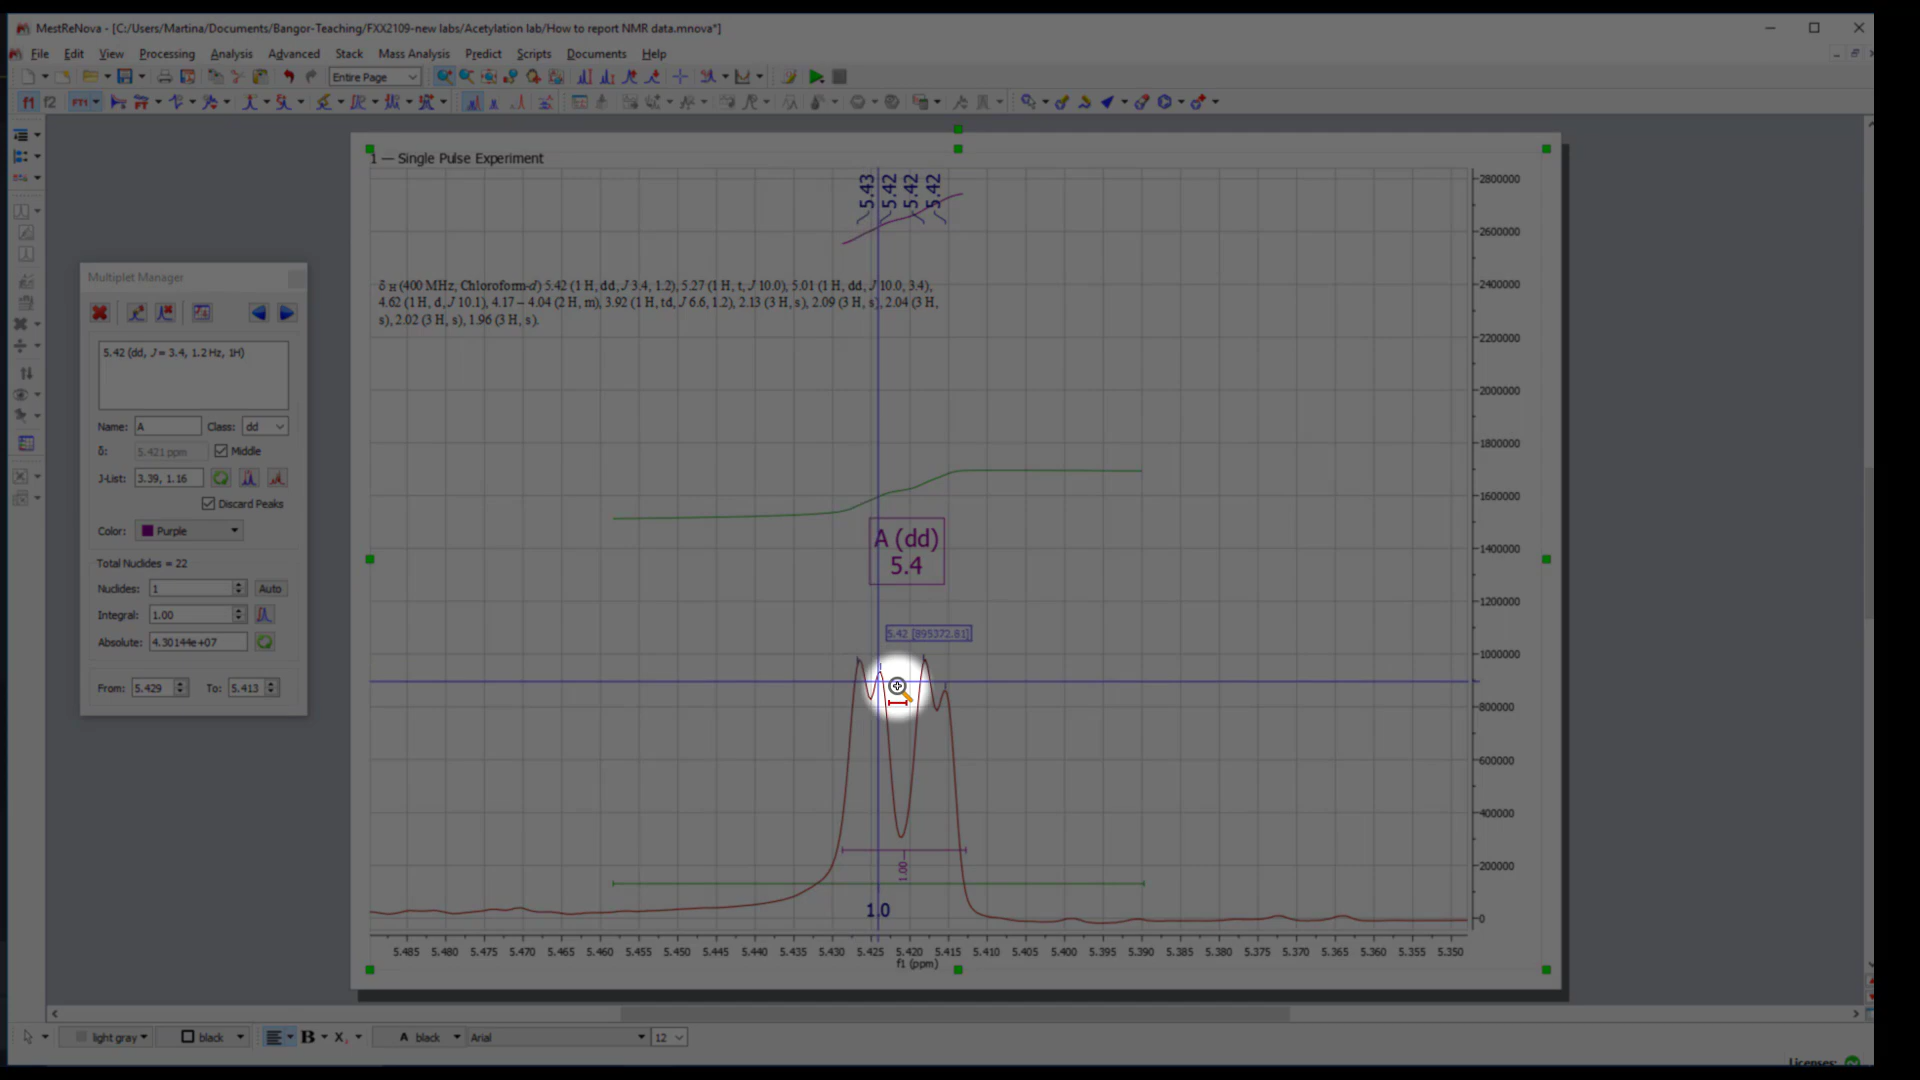 MestReNova - [C:/Users/Martina/Documents/Bangor-Teaching/FXX2109-new labs/Acetylation lab/How to report NMR data.mnova*]
File Edit View Processing Analysis Advanced Stack Mass Analysis Predict Scripts Documents Help
Entire Page
f1 f2 FT1
1 — Single Pulse Experiment
5.43 5.42 5.42 5.42
δ H (400 MHz, Chloroform-d) 5.42 (1 H, dd, J 3.4, 1.2), 5.27 (1 H, t, J 10.0), 5.01 (1 H, dd, J 10.0, 3.4),
4.62 (1 H, d, J 10.1), 4.17 – 4.04 (2 H, m), 3.92 (1 H, td, J 6.6, 1.2), 2.13 (3 H, s), 2.09 (3 H, s), 2.04 (3 H,
s), 2.02 (3 H, s), 1.96 (3 H, s).
A (dd)
5.4
5.42 [895372.81]
1.00
1.0
2800000
2600000
2400000
2200000
2000000
1800000
1600000
1400000
1200000
1000000
800000
600000
400000
200000
0
5.485 5.480 5.475 5.470 5.465 5.460 5.455 5.450 5.445 5.440 5.435 5.430 5.425 5.420 5.415 5.410 5.405 5.400 5.395 5.390 5.385 5.380 5.375 5.370 5.365 5.360 5.355 5.350
f1 (ppm)
Multiplet Manager
5.42 (dd, J = 3.4, 1.2 Hz, 1H)
Name: A Class: dd
δ: 5.421 ppm Middle
J-List: 3.39, 1.16
Discard Peaks
Color: Purple
Total Nuclides = 22
Nuclides: 1 Auto
Integral: 1.00
Absolute: 4.30144e+07
From: 5.429 To: 5.413
light gray black B X, A black Arial 12
Licenses: